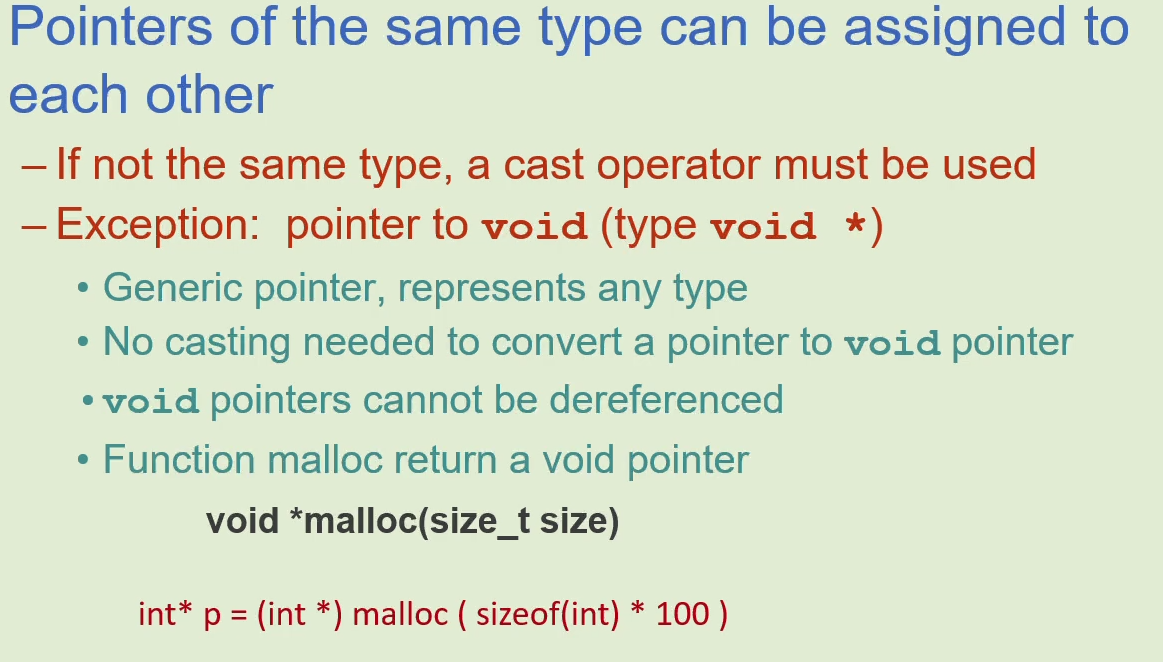 Pointers of the same type can be assigned to
each other
– If not the same type, a cast operator must be used
– Exception: pointer to void (type void *)
• Generic pointer, represents any type
• No casting needed to convert a pointer to void pointer
• void pointers cannot be dereferenced
• Function malloc return a void pointer
void *malloc(size_t size)
int* p = (int *) malloc ( sizeof(int) * 100 )